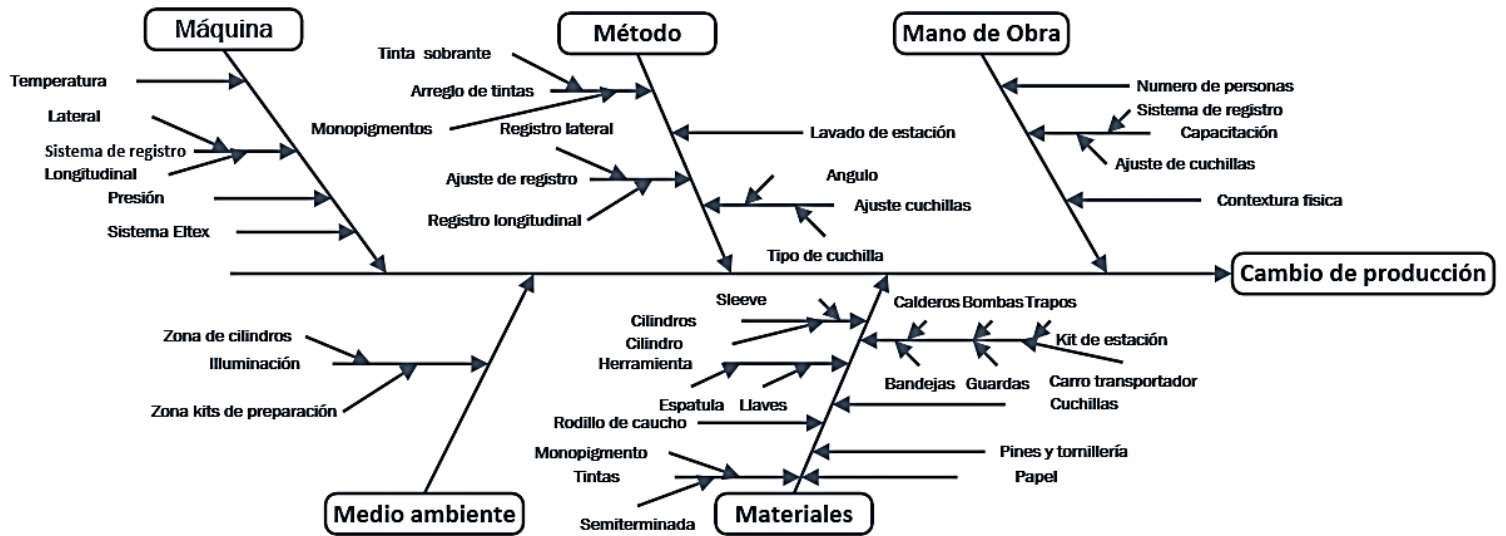 Máquina
Método
Mano de Obra
Temperatura
Lateral
Sistema de registro
Longitudinal
Presión
Sistema Eltex
Tinta sobrante
Arreglo de tintas
Monopigmentos
Registro lateral
Ajuste de registro
Registro longitudinal
Lavado de estación
Angulo
Ajuste cuchillas
Tipo de cuchilla
Numero de personas
Sistema de registro
Capacitación
Ajuste de cuchillas
Contextura fisica
Cambio de producción
Zona de cilindros
Illuminación
Zona kits de preparación
Sleeve
Cilindros
Cilindro
Herramienta
Espatula Llaves
Rodillo de caucho
Monopigmento
Tintas
Semiterminada
Calderos Bombas Trapos
Kit de estación
Bandejas Guardas Carro transportador
Cuchillas
Pines y tornillería
Papel
Medio ambiente
Materiales